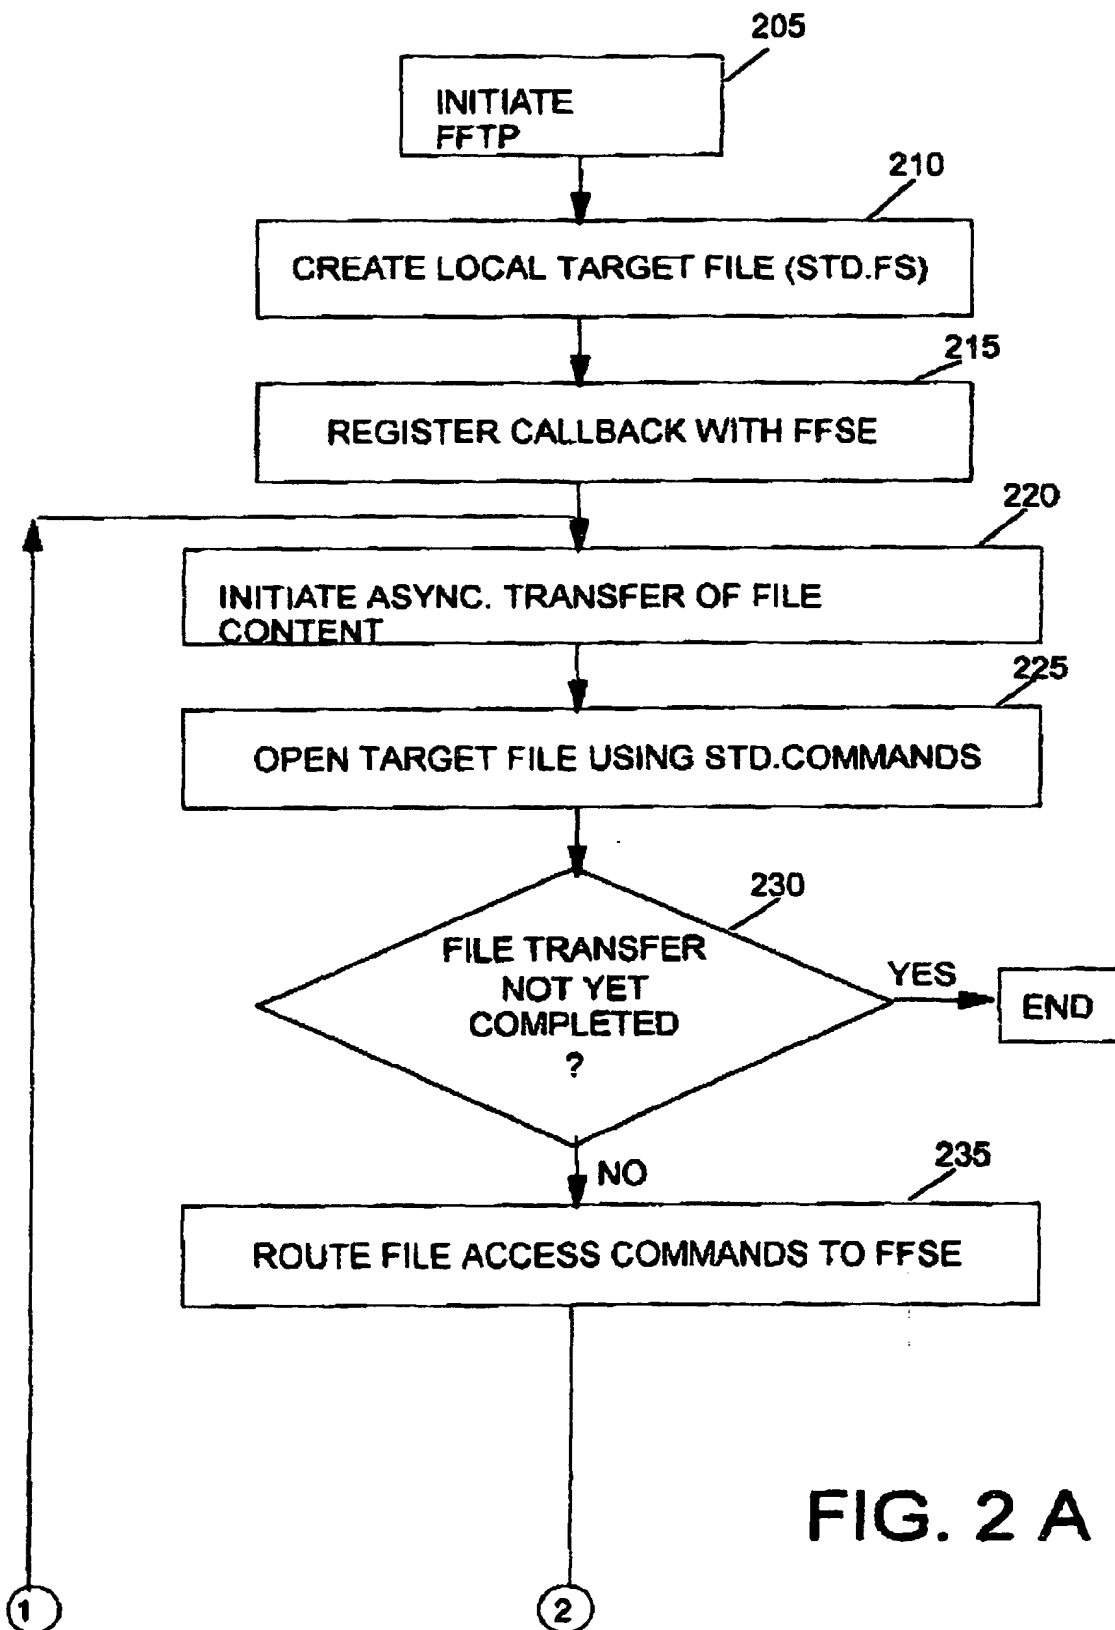 205
INITIATE
FFTP
210
CREATE LOCAL TARGET FILE (STD.FS)
215
REGISTER CALLBACK WITH FFSE
220
INITIATE ASYNC. TRANSFER OF FILE
CONTENT
225
OPEN TARGET FILE USING STD.COMMANDS
230
FILE TRANSFER
NOT YET
COMPLETED
?
YES
END
NO
235
ROUTE FILE ACCESS COMMANDS TO FFSE
FIG. 2 A
1
2